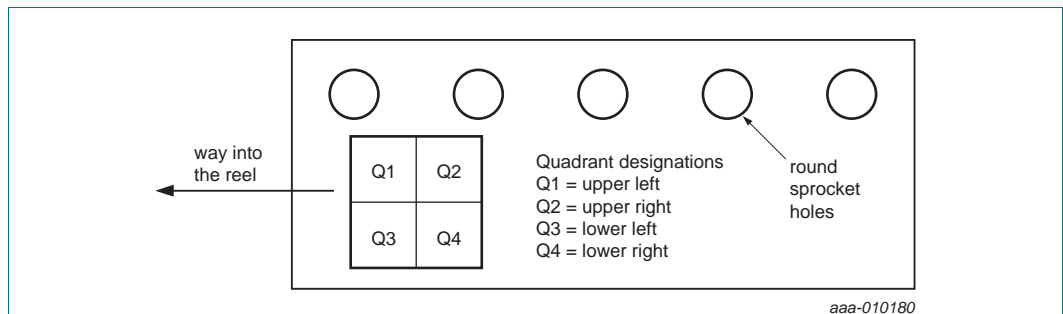 way into
the reel
Q1 Q2
Q3 Q4
Quadrant designations
Q1 = upper left
Q2 = upper right
Q3 = lower left
Q4 = lower right
round
sprocket
holes
aaa-010180